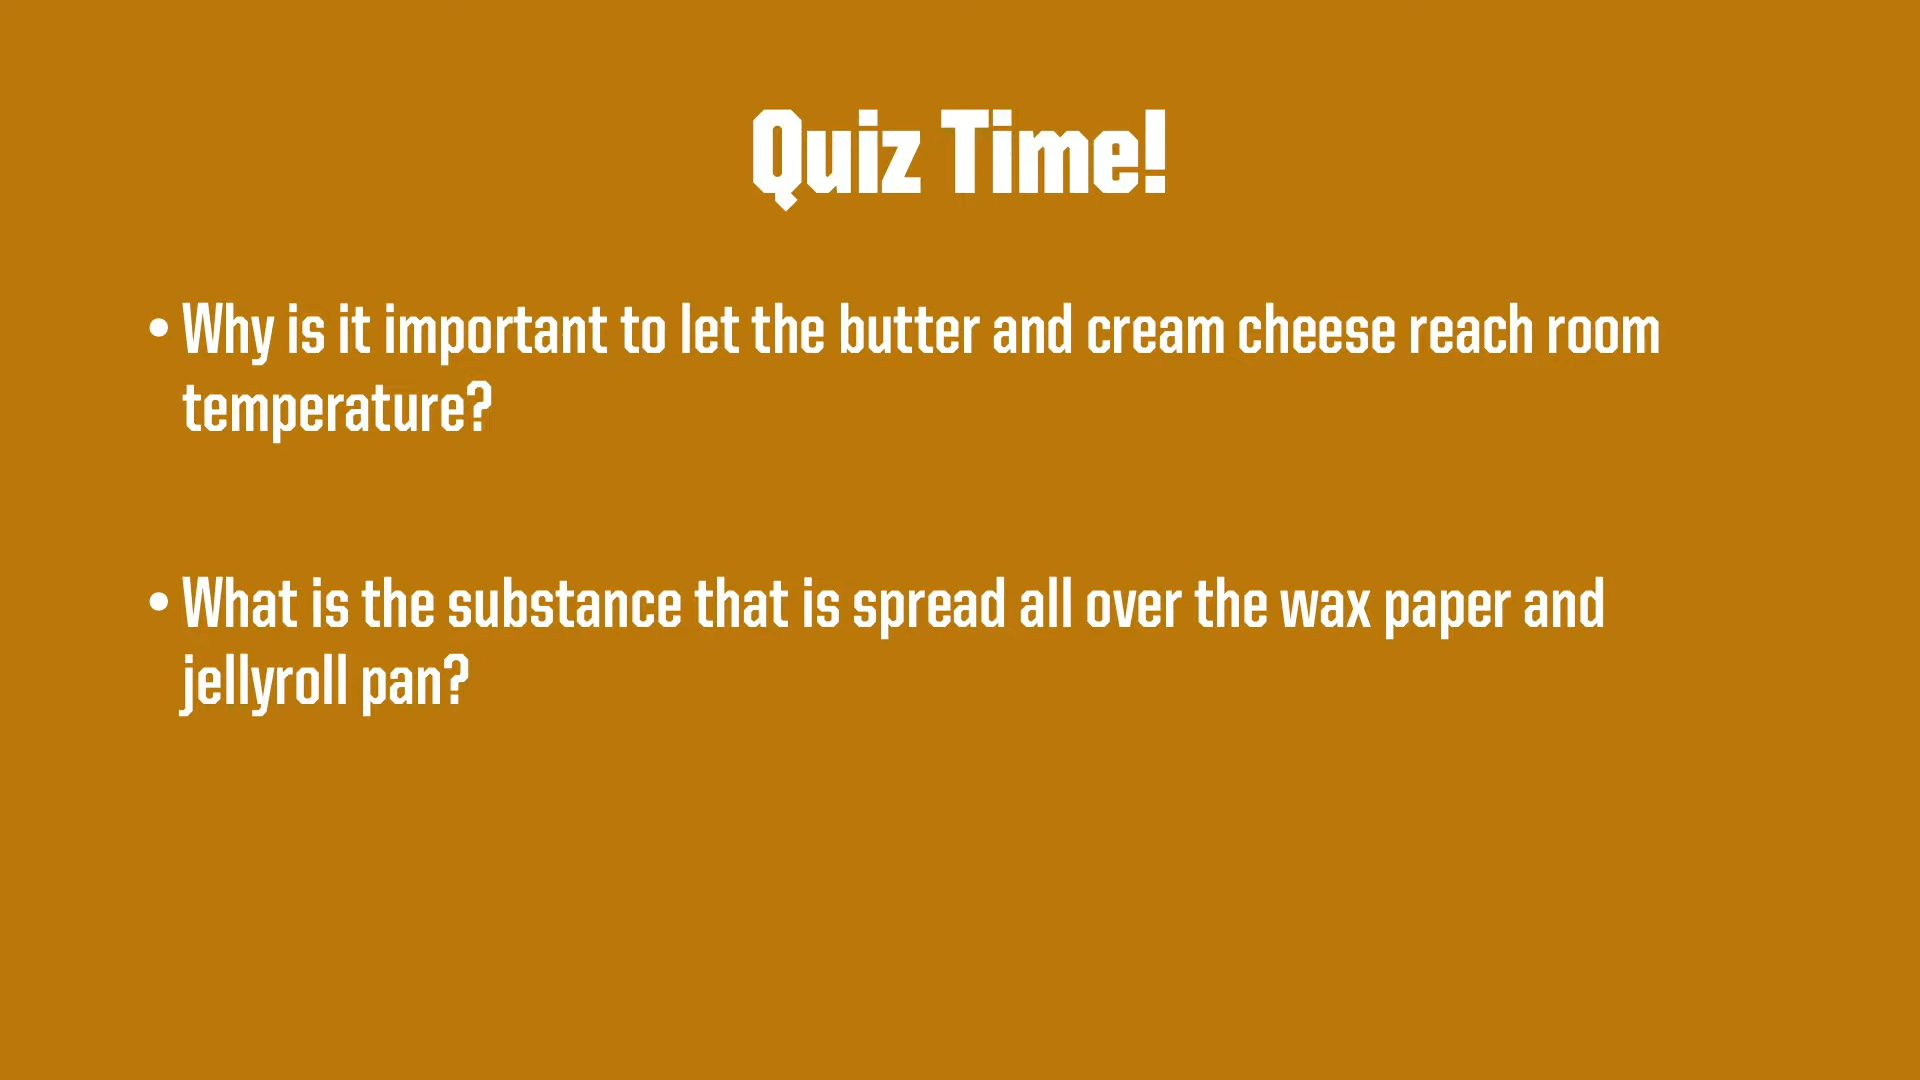 Quiz Time!
• Why is it important to let the butter and cream cheese reach room
temperature?
• What is the substance that is spread all over the wax paper and
jellyroll pan?